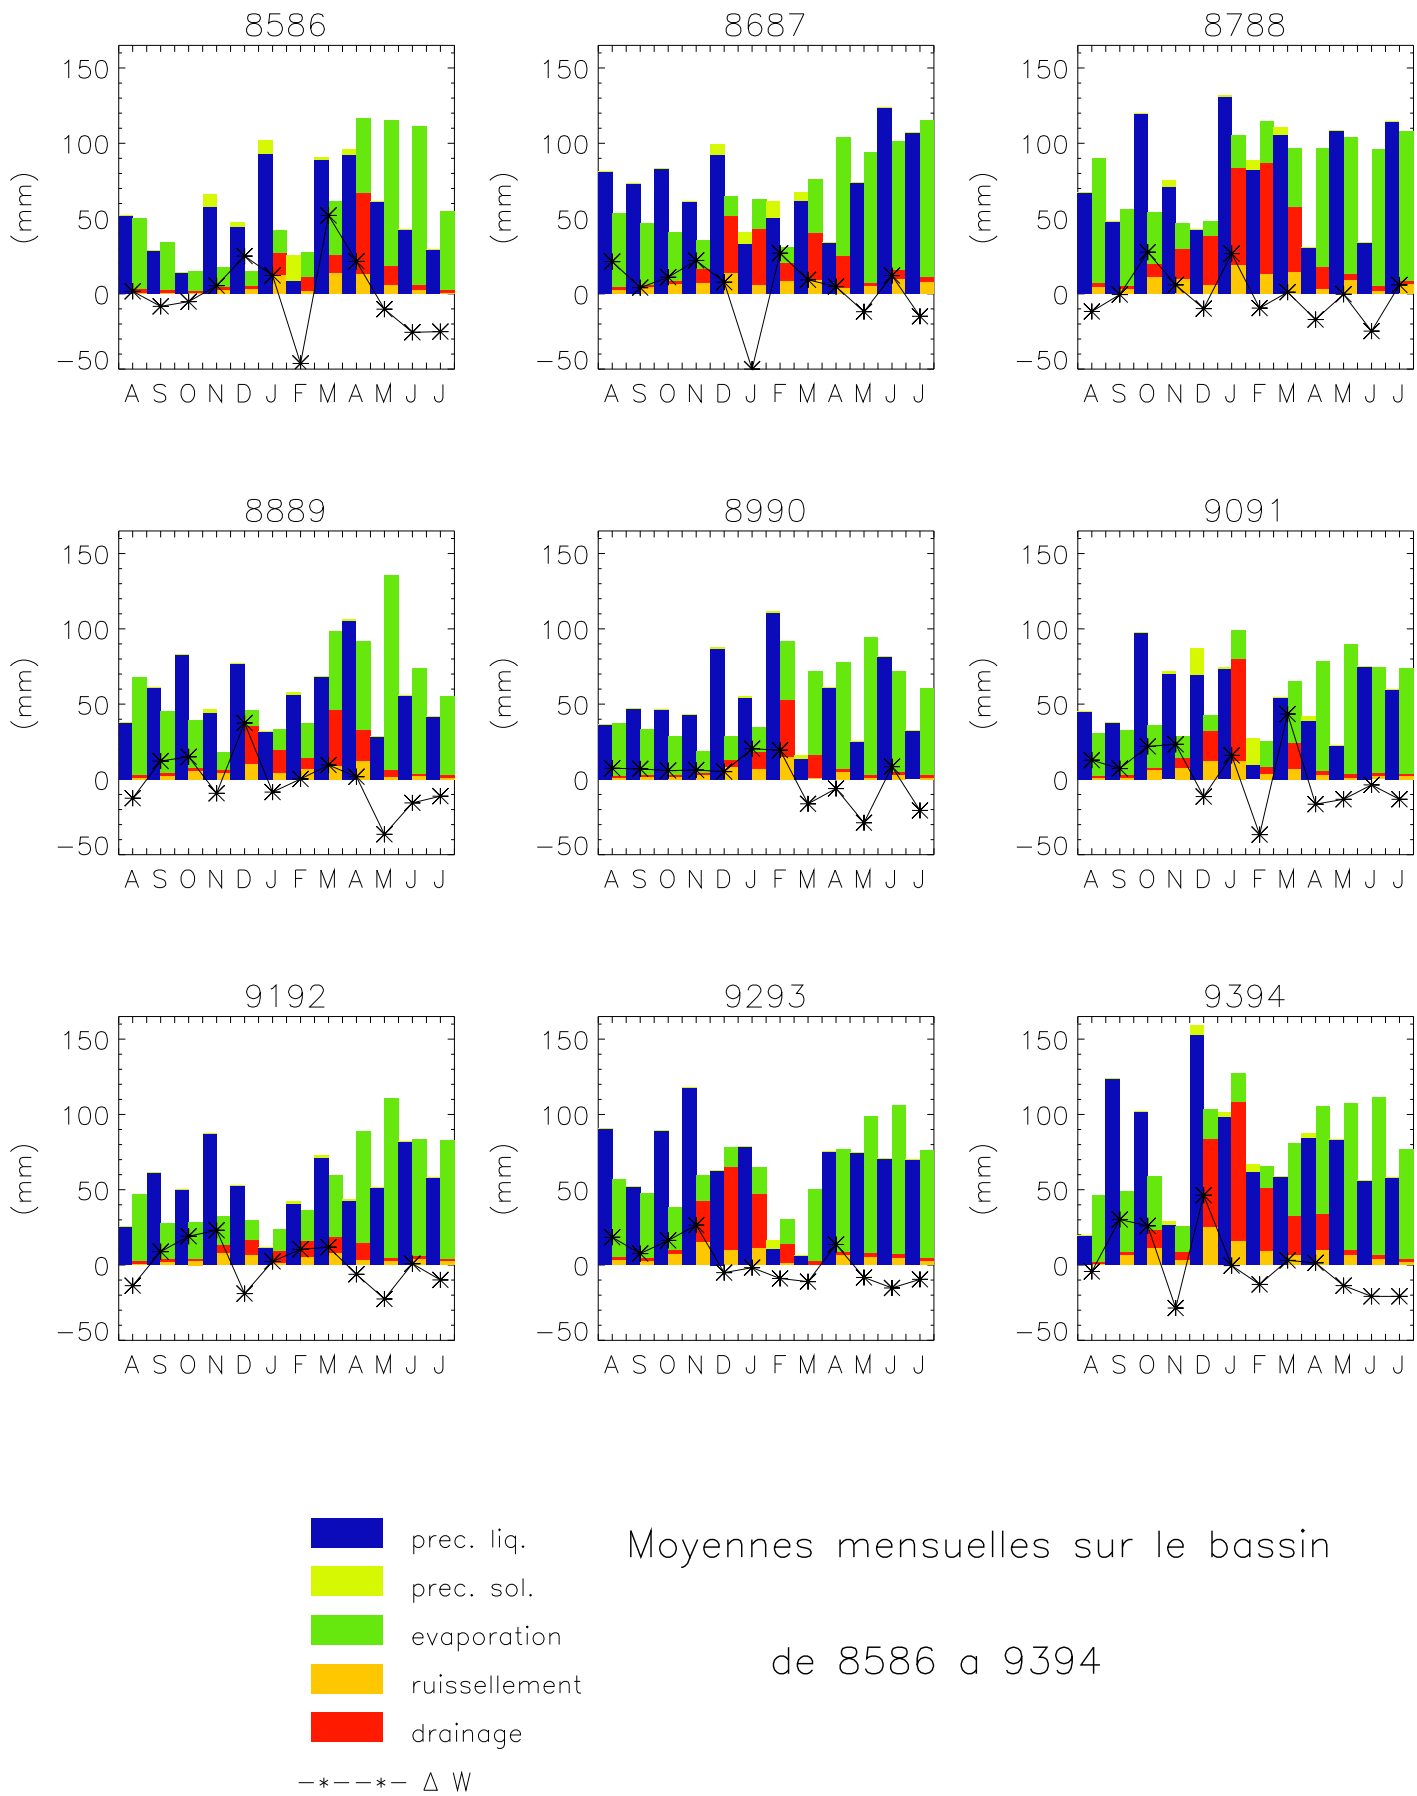 8586 8687 8788
150 150 150
100 100 100
(mm) (mm) (mm)
50 50 50
0 0 0
-50 -50 -50
A S O N D J F M A M J J A S O N D J F M A M J J A S O N D J F M A M J J
8889 8990 9091
150 150 150
100 100 100
(mm) (mm) (mm)
50 50 50
0 0 0
-50 -50 -50
A S O N D J F M A M J J A S O N D J F M A M J J A S O N D J F M A M J J
9192 9293 9394
150 150 150
100 100 100
(mm) (mm) (mm)
50 50 50
0 0 0
-50 -50 -50
A S O N D J F M A M J J A S O N D J F M A M J J A S O N D J F M A M J J
prec. liq.
prec. sol.
evaporation
ruissellement
drainage
Δ W
Moyennes mensuelles sur le bassin
de 8586 a 9394